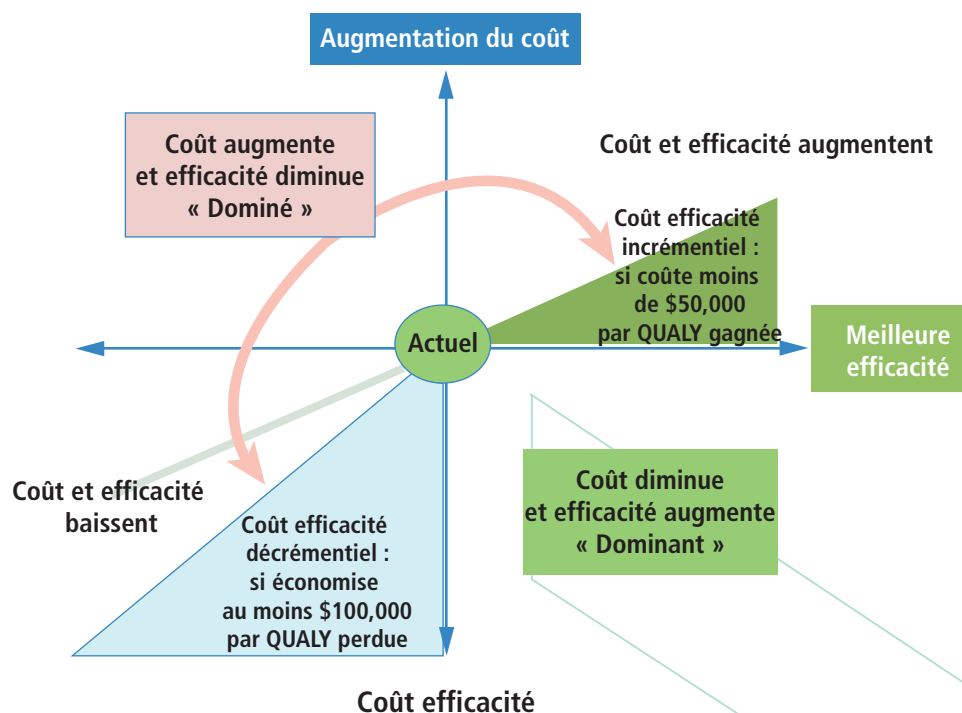 Augmentation du coût
Coût augmente
et efficacité diminue
« Dominé »
Coût et efficacité augmentent
Coût efficacité
incrémentiel :
si coûte moins
de $50,000
par QUALY gagnée
Actuel
Meilleure
efficacité
Coût et efficacité
baissent
Coût efficacité
décrémentiel :
si économise
au moins $100,000
par QUALY perdue
Coût diminue
et efficacité augmente
« Dominant »
Coût efficacité